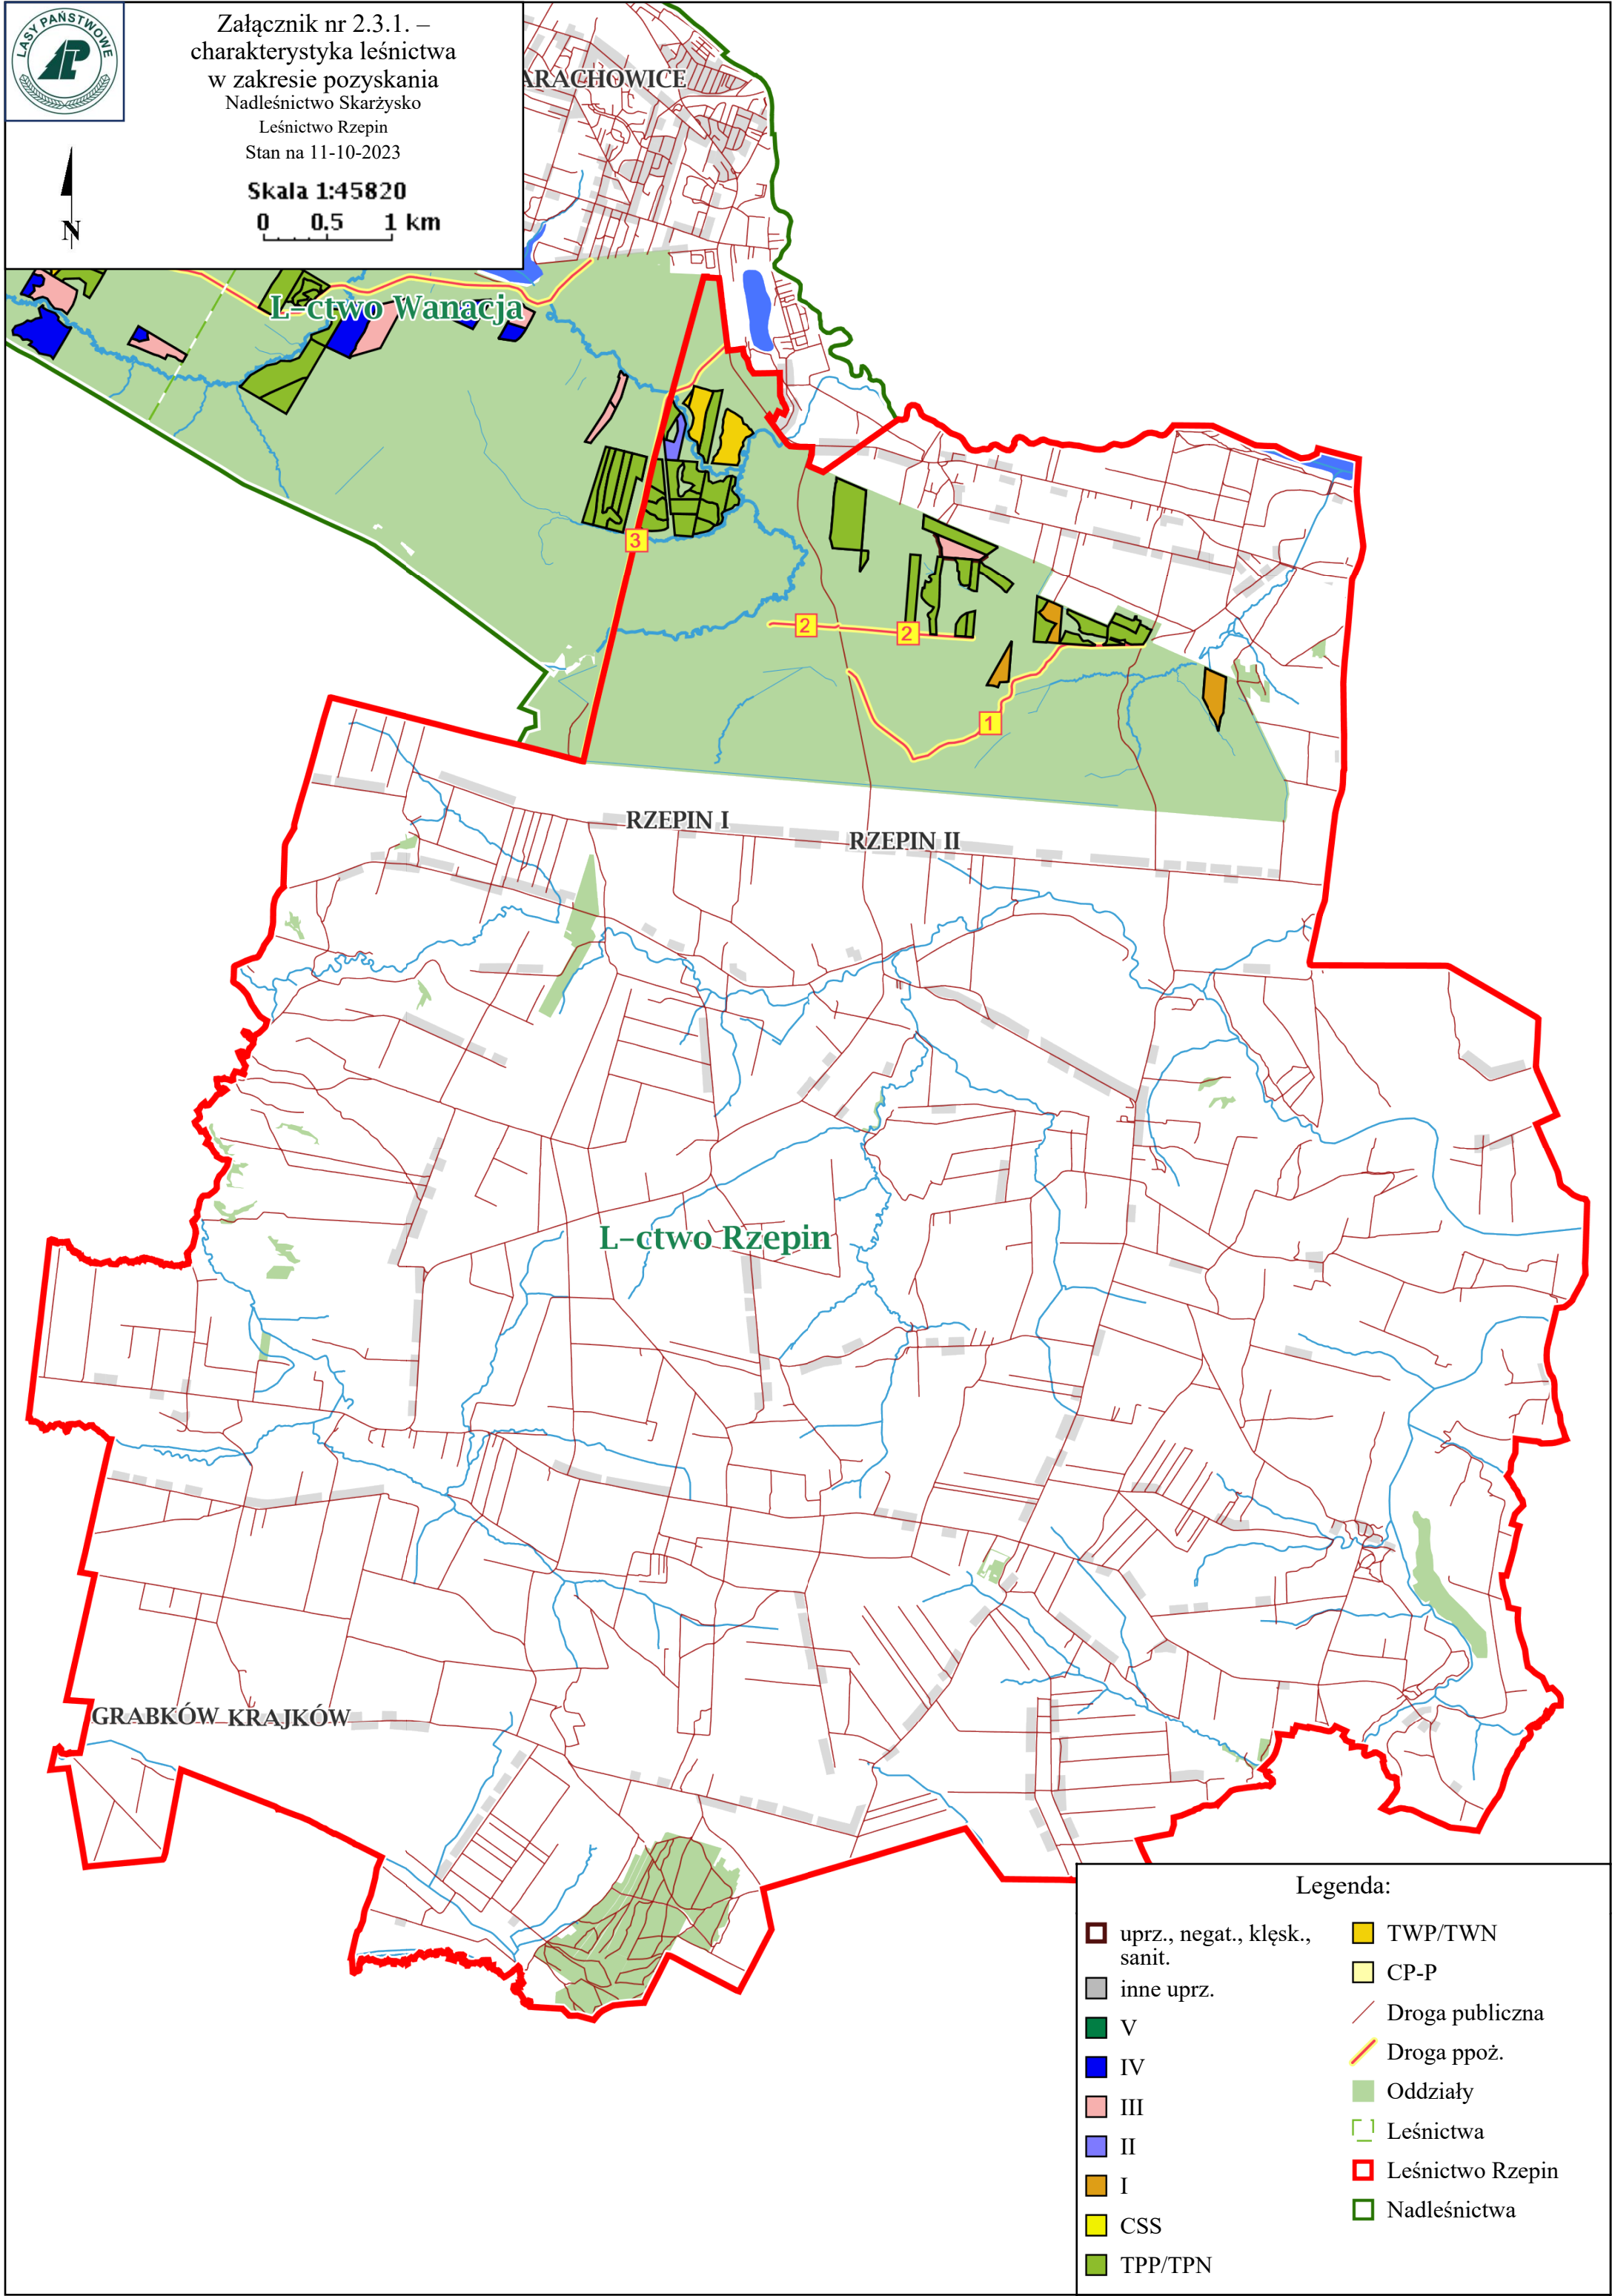 LASY PAŃSTWOWE
Załącznik nr 2.3.1. –
charakterystyka leśnictwa
w zakresie pozyskania
Nadleśnictwo Skarżysko
Leśnictwo Rzepin
Stan na 11-10-2023
Skala 1:45820
0 0.5 1 km
N
ARACHOWICE
L-ctwo Wanacja
3
2
2
1
RZEPIN I
RZEPIN II
L-ctwo Rzepin
GRABKÓW KRAJKÓW
Legenda:
uprz., negat., klęsk.,
sanit.
inne uprz.
V
IV
III
II
I
CSS
TPP/TPN
TWP/TWN
CP-P
Droga publiczna
Droga ppoż.
Oddziały
Leśnictwa
Leśnictwo Rzepin
Nadleśnictwa